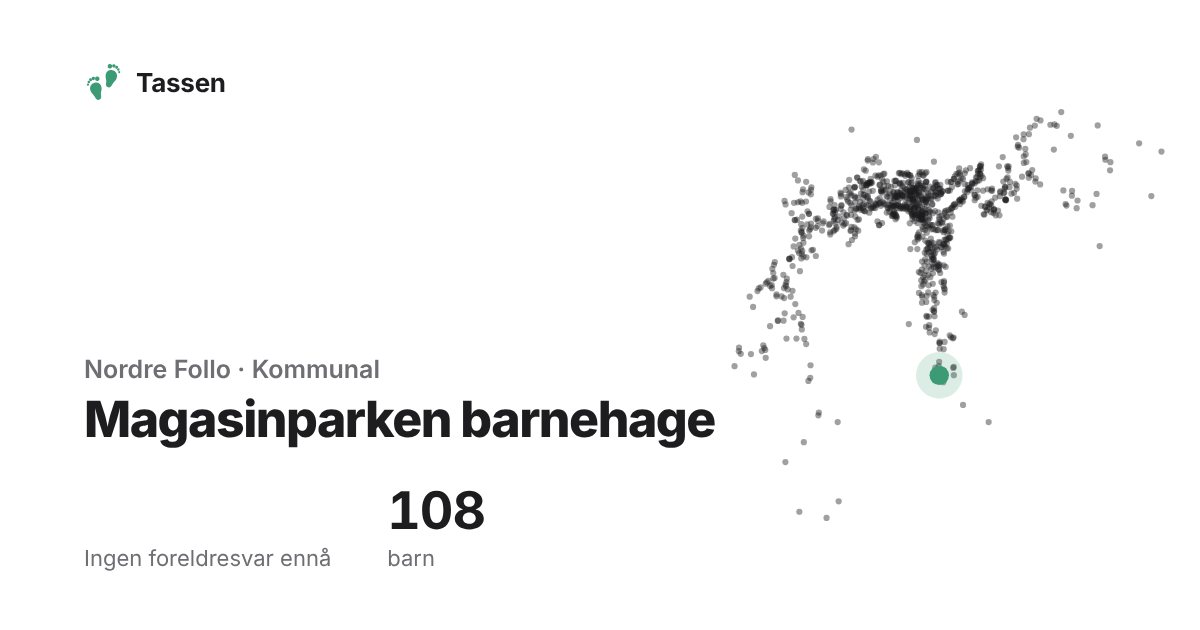 Tassen
Nordre Follo · Kommunal
Magasinparken barnehage
108
Ingen foreldresvar ennå
barn